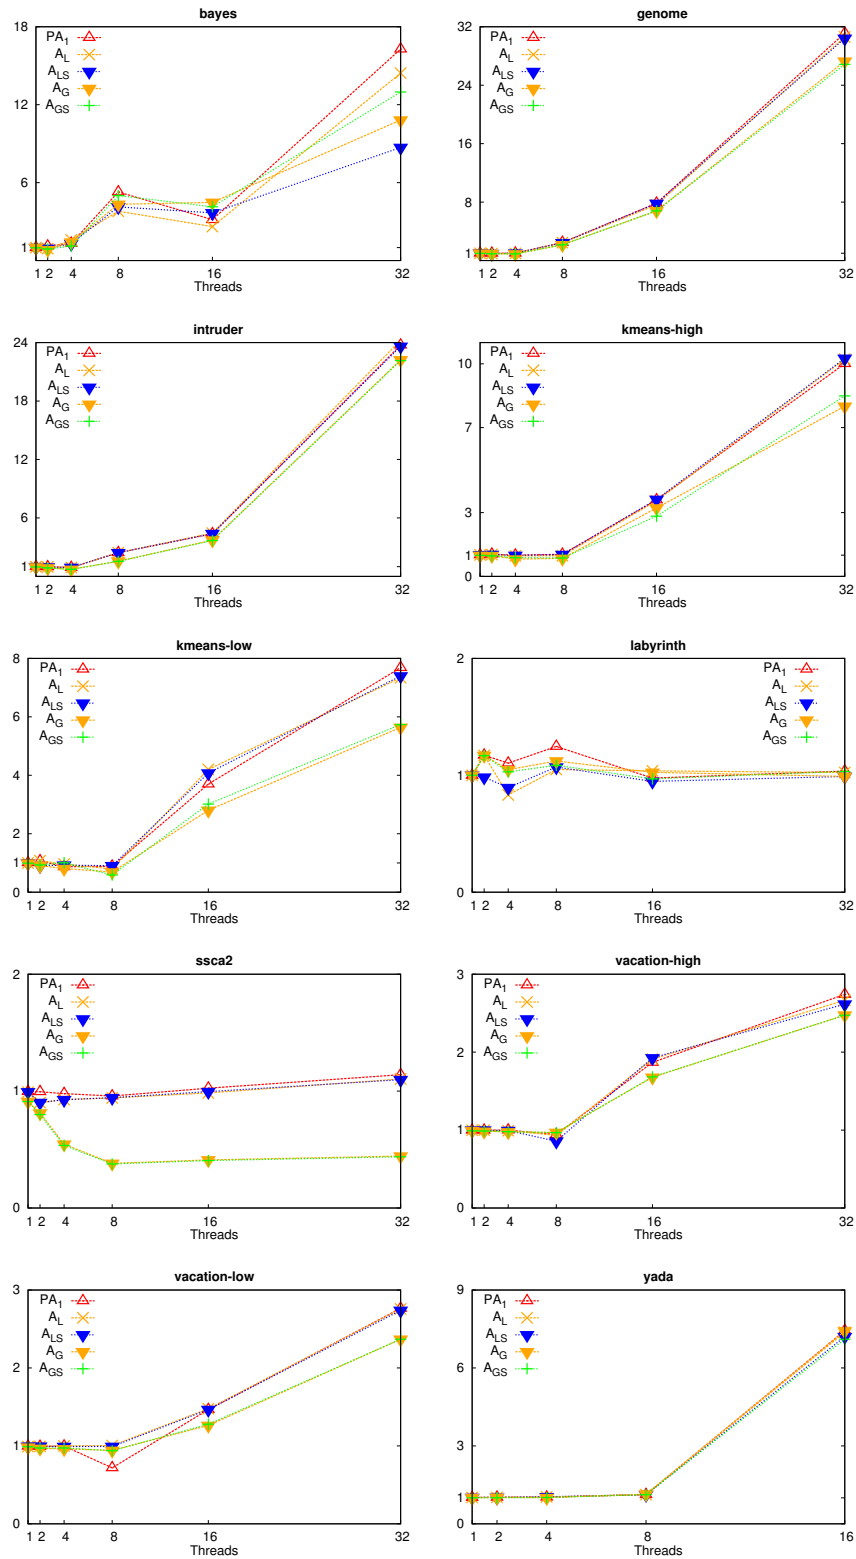 bayes
18
12
6
1
PA1
AL
ALS
AG
AGS
1 2 4 8 16 32
Threads
genome
32
24
16
8
1
PA1
AL
ALS
AG
AGS
1 2 4 8 16 32
Threads
intruder
24
18
12
6
1
PA1
AL
ALS
AG
AGS
1 2 4 8 16 32
Threads
kmeans-high
10
7
3
1
0
PA1
AL
ALS
AG
AGS
1 2 4 8 16 32
Threads
kmeans-low
8
6
4
2
1
0
PA1
AL
ALS
AG
AGS
1 2 4 8 16 32
Threads
labyrinth
2
1
0
PA1
AL
ALS
AG
AGS
1 2 4 8 16 32
Threads
ssca2
2
1
0
PA1
AL
ALS
AG
AGS
1 2 4 8 16 32
Threads
vacation-high
3
2
1
0
PA1
AL
ALS
AG
AGS
1 2 4 8 16 32
Threads
vacation-low
3
2
1
0
PA1
AL
ALS
AG
AGS
1 2 4 8 16 32
Threads
yada
9
6
3
1
0
PA1
AL
ALS
AG
AGS
1 2 4 8 16
Threads